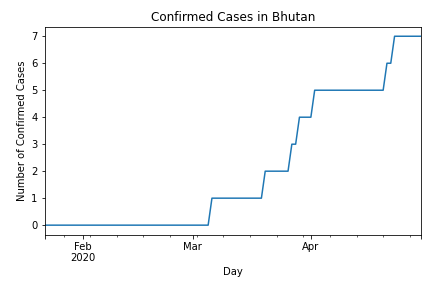 Confirmed Cases in Bhutan
Number of Confirmed Cases
7
6
5
4
3
2
1
0
Feb
2020
Mar
Apr
Day